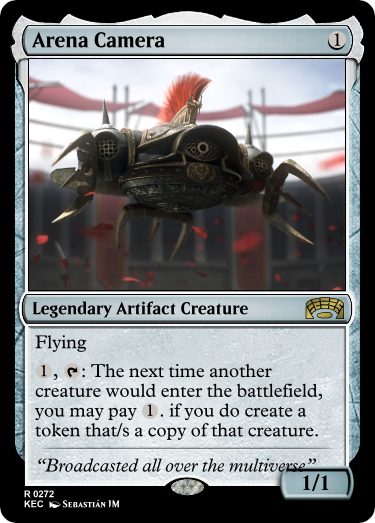 Arena Camera 1
Legendary Artifact Creature
Flying
1, T: The next time another
creature would enter the battlefield,
you may pay 1. if you do create a
token that/s a copy of that creature.
“Broadcasted all over the multiverse”
1/1
R 0272
KEC Sebastián IM